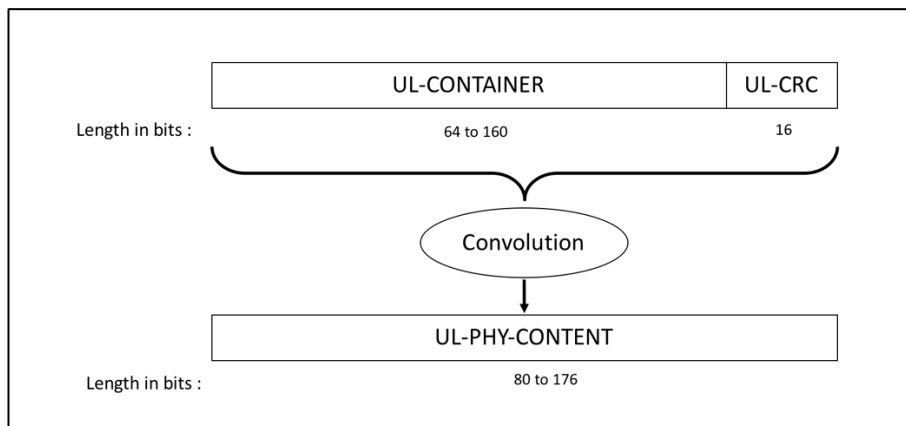 UL-CONTAINER UL-CRC
Length in bits : 64 to 160 16
Convolution
UL-PHY-CONTENT
Length in bits : 80 to 176